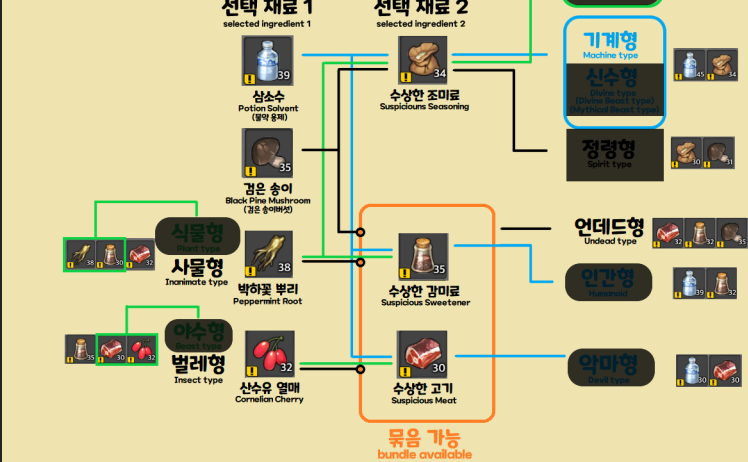 선택 재료 1
selected ingredient 1
선택 재료 2
selected ingredient 2
39
삼소수
Potion Solvent
(물약 용제)
34
수상한 조미료
Suspicious Seasoning
기계형
Machine type
신수형
Divine type
(Divine Beast type)
(Mythical Beast type)
45
34
35
검은 송이
Black Pine Mushroom
(검은 송이버섯)
정령형
Spirit type
30
31
식물형
Plant type
사물형
Inanimate type
38
30
32
38
박하꽃 뿌리
Peppermint Root
35
수상한 감미료
Suspicious Sweetener
언데드형
Undead type
32
32
35
인간형
Humanoid
39
32
야수형
Beast type
벌레형
Insect type
35
30
32
32
산수유 열매
Cornelian Cherry
30
수상한 고기
Suspicious Meat
악마형
Devil type
30
묶음 가능
bundle available